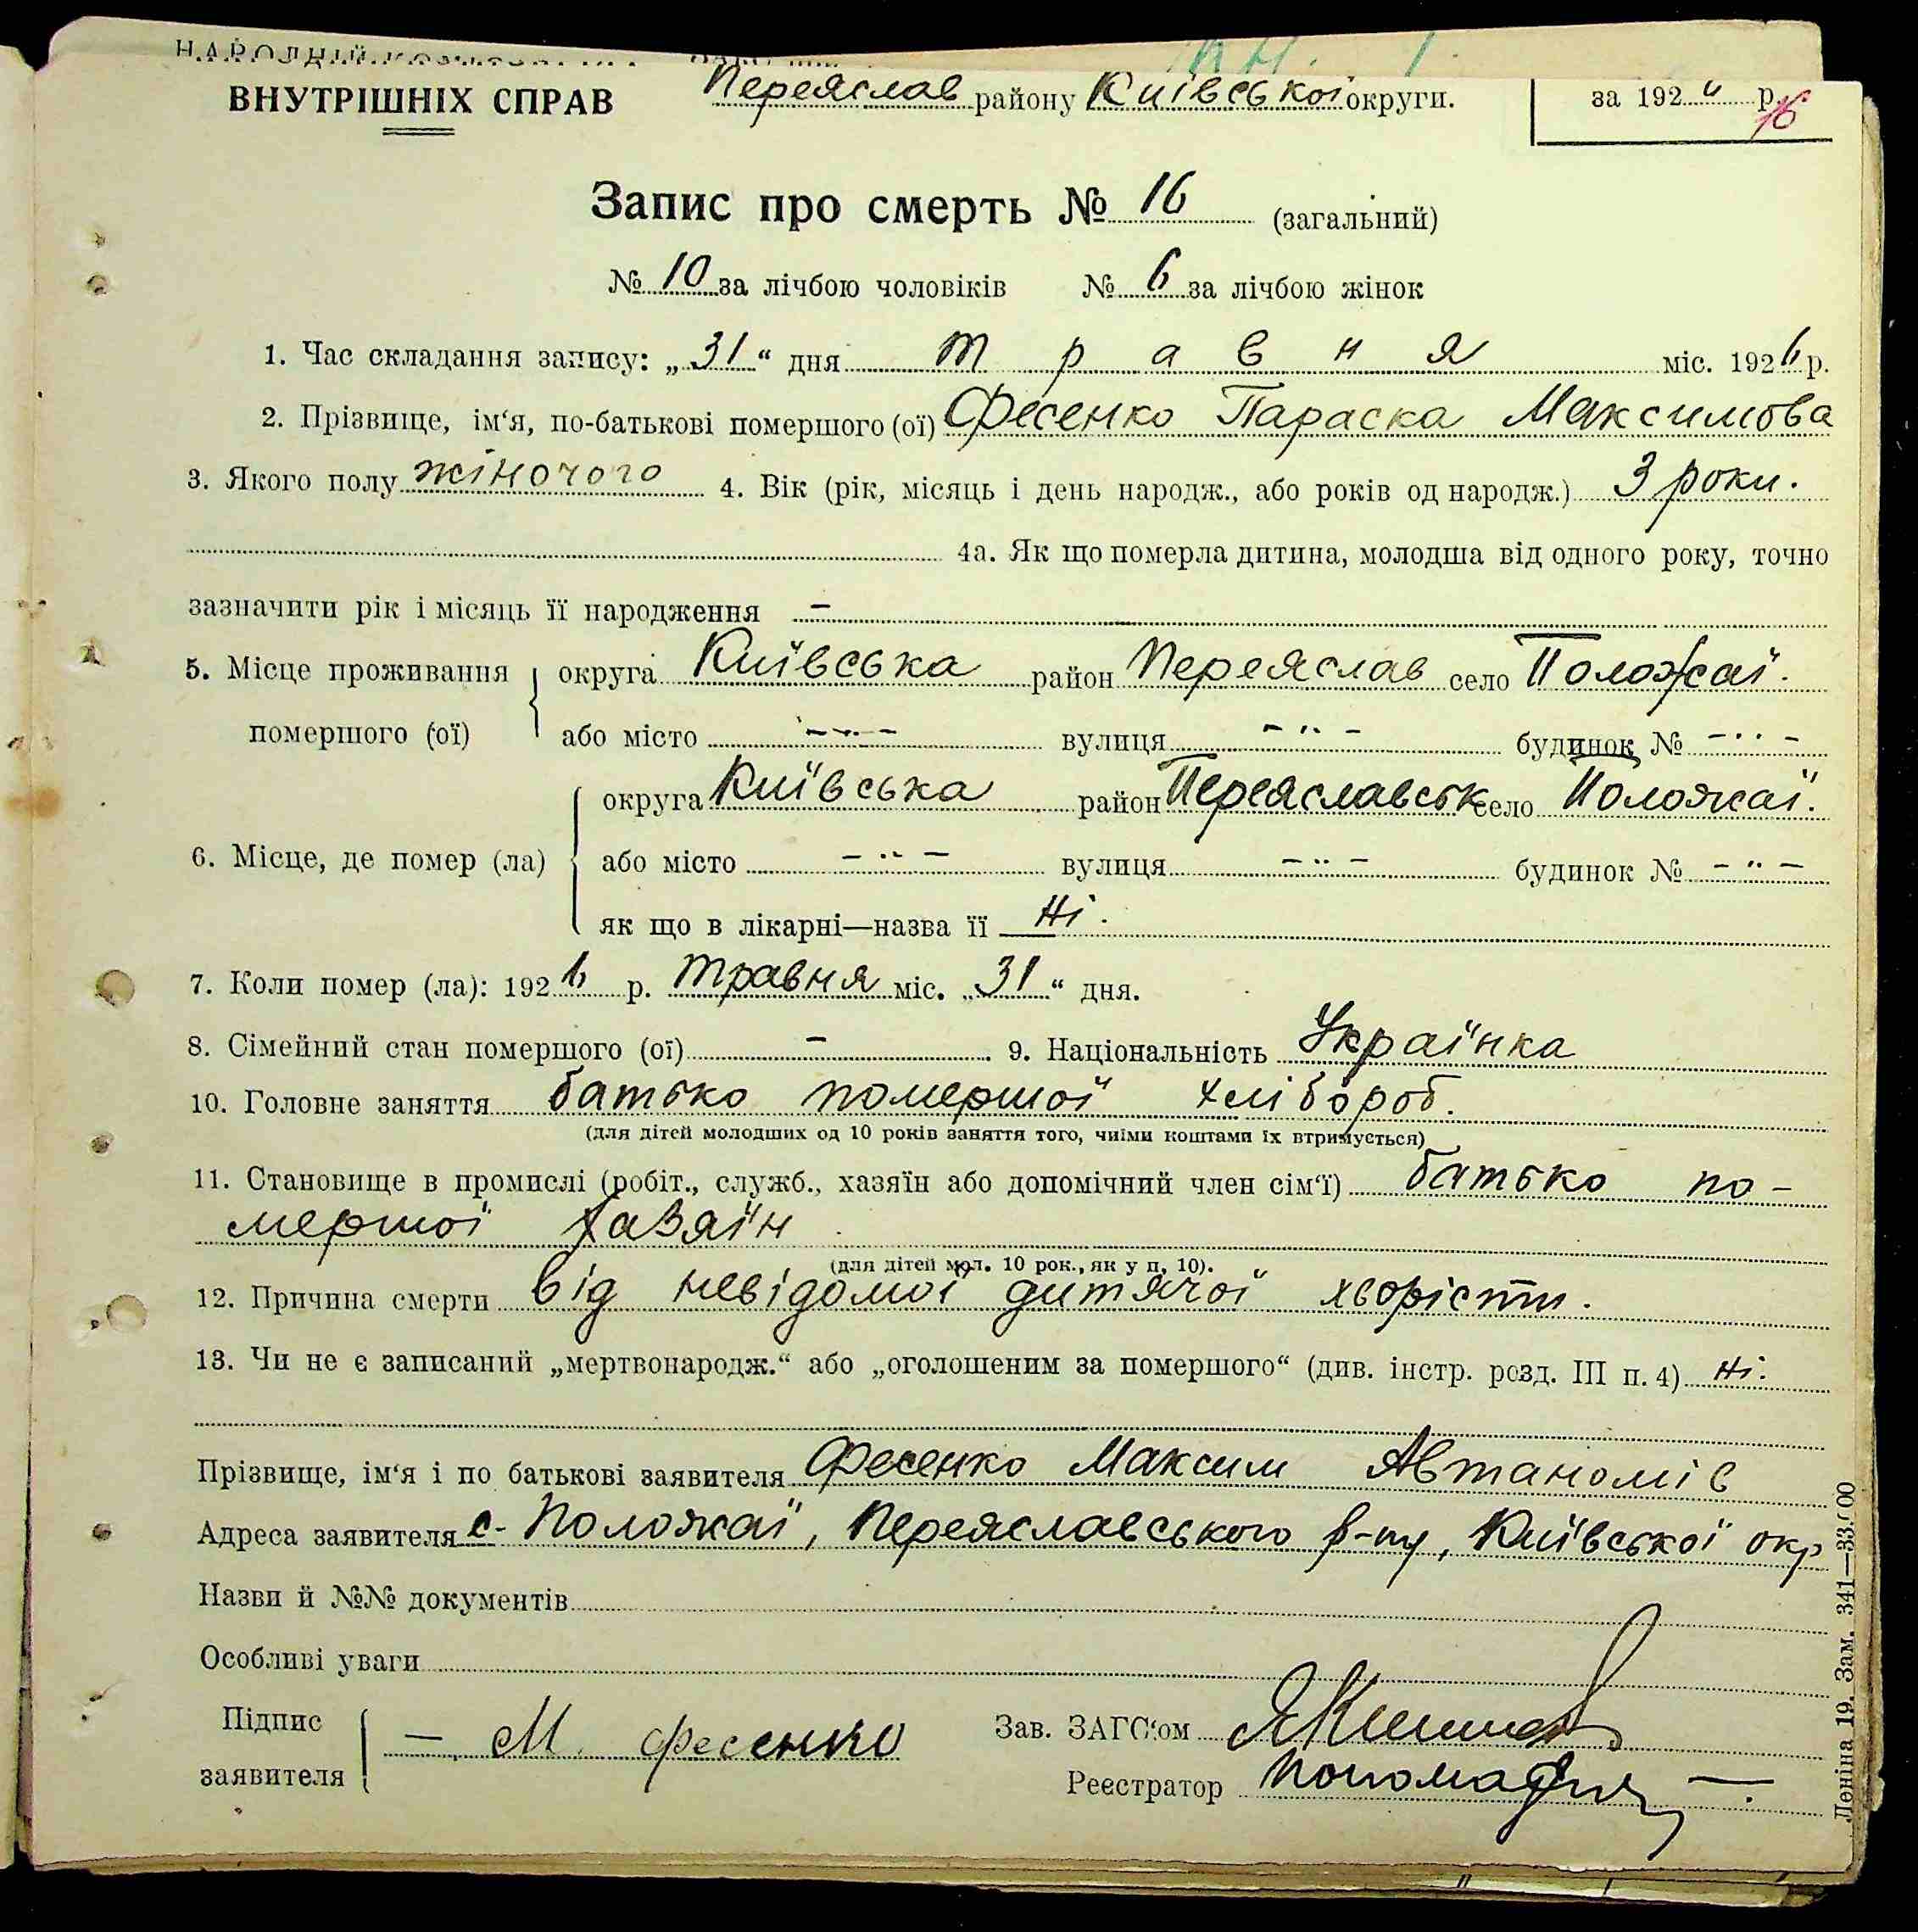 НАРОДНІЙ
ВНУТРІШНІХ СПРАВ
Переяслав району Київської округи.
за 192 " р.
16
Запис про смерть № 16 (загальний)
№ 10 за лічбою чоловіків № 6 за лічбою жінок
1. Час складання запису: „31“ дня травня міс. 1926 р.
2. Прізвище, ім‘я, по-батькові помершого (ої) Фесенко Параска Максимова
3. Якого полу жіночого 4. Вік (рік, місяць і день народж., або років од народж.) 3 роки.
4а. Як що померла дитина, молодша від одного року, точно
зазначити рік і місяць її народження –
5. Місце проживання округа Київська район Переяслав село Положаї.
помершого (ої) або місто -·-·- вулиця - ·· - будинок № - ·· -
округа Київська район Переяславськ село Положаї.
6. Місце, де помер (ла) або місто - ·· - вулиця - ·· - будинок № - ·· -
як що в лікарні—назва її Ні.
7. Коли помер (ла): 1926 р. травня міс. „31“ дня.
8. Сімейний стан помершого (ої) – 9. Національність Українка
10. Головне заняття батько помершої хлібороб.
(для дітей молодших од 10 років заняття того, чиїми коштами їх втримується)
11. Становище в промислі (робіт., служб., хазяїн або допомічний член сім‘ї) батько по-
мершої хазяїн
(для дітей мол. 10 рок., як у п. 10).
12. Причина смерти від невідомої дитячої хворісти.
13. Чи не є записаний „мертвонародж.“ або „оголошеним за помершого“ (див. інстр. розд. III п. 4) Ні.
Прізвище, ім‘я і по батькові заявителя Фесенко Максим Автаномів
Адреса заявителя с. Положаї, Переяславського р-ну, Київської окр
Назви й №№ документів
Особливі уваги
Підпис заявителя – М. Фесенко
Зав. ЗАГС‘ом
Реєстратор
Леніна 19. Зам. 341—33.000